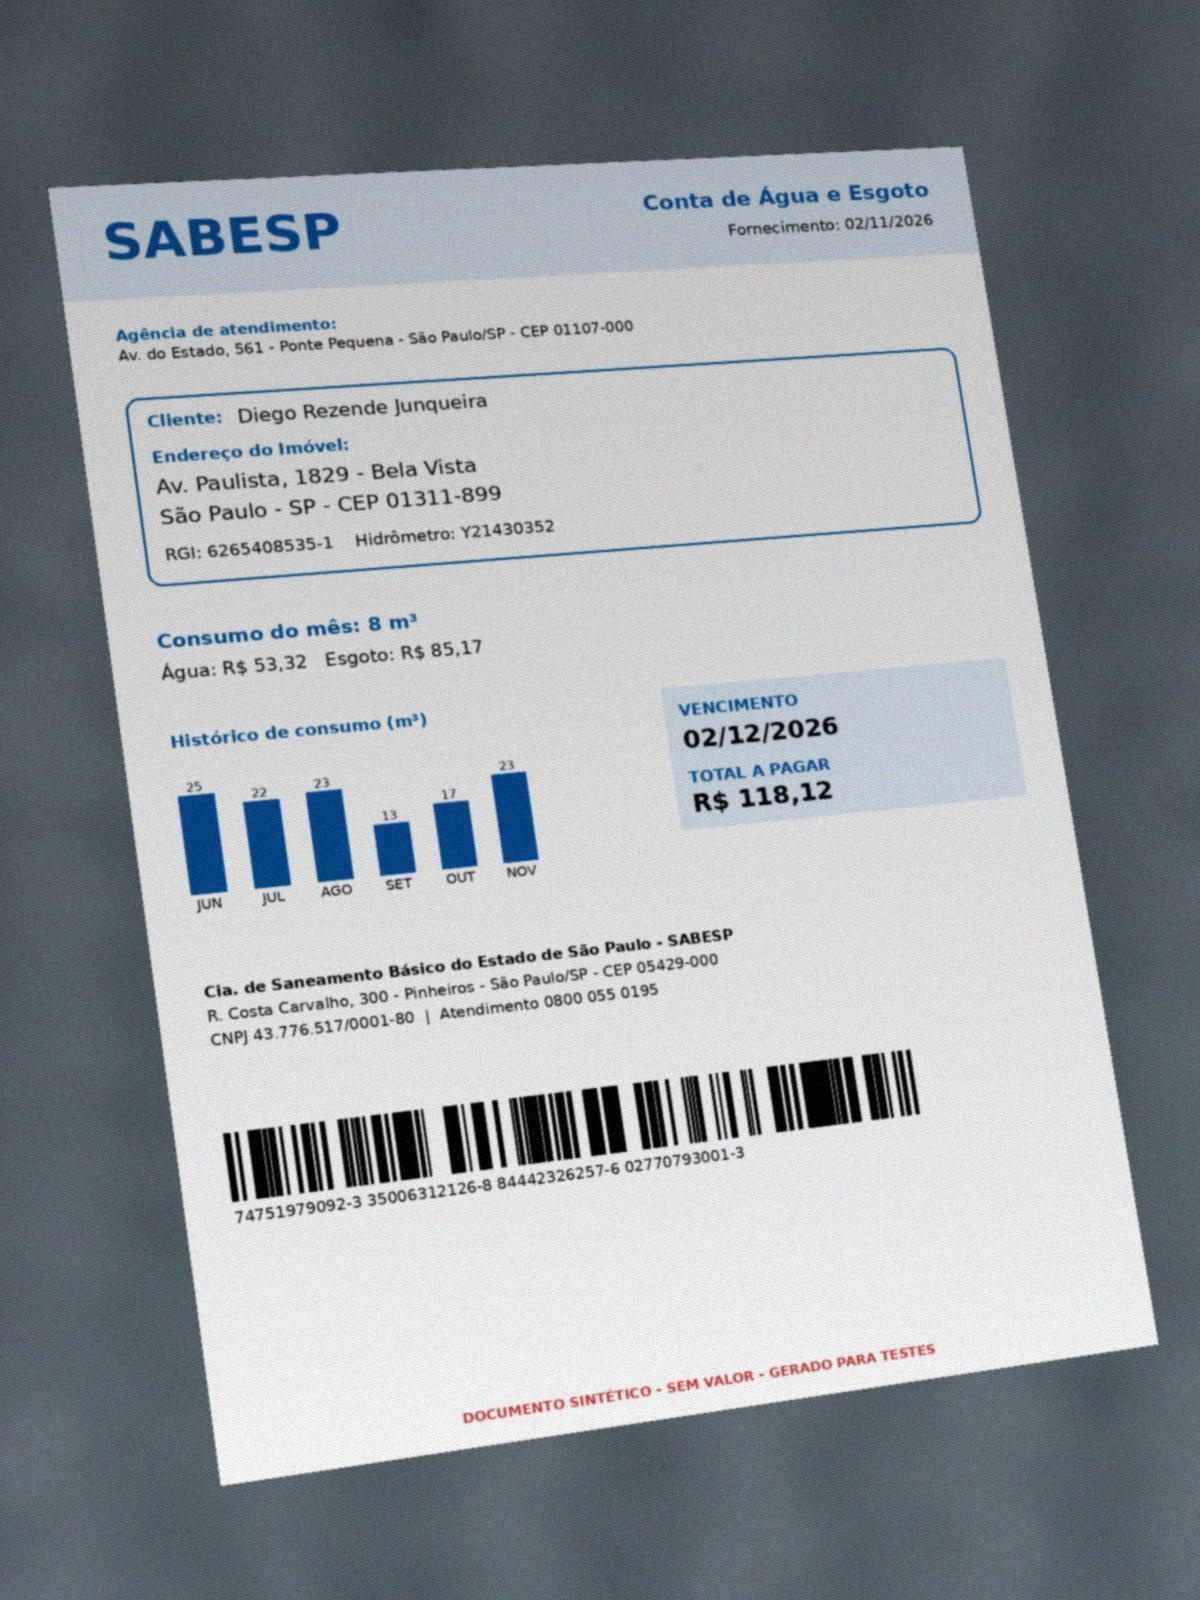 SABESP
Conta de Água e Esgoto
Fornecimento: 02/11/2026
Agência de atendimento:
Av. do Estado, 561 - Ponte Pequena - São Paulo/SP - CEP 01107-000
Cliente: Diego Rezende Junqueira
Endereço do Imóvel:
Av. Paulista, 1829 - Bela Vista
São Paulo - SP - CEP 01311-899
RGI: 6265408535-1 Hidrômetro: Y21430352
Consumo do mês: 8 m³
Água: R$ 53,32 Esgoto: R$ 85,17
VENCIMENTO
02/12/2026
TOTAL A PAGAR
R$ 118,12
Histórico de consumo (m³)
25 22 23 13 17 23
JUN JUL AGO SET OUT NOV
Cia. de Saneamento Básico do Estado de São Paulo - SABESP
R. Costa Carvalho, 300 - Pinheiros - São Paulo/SP - CEP 05429-000
CNPJ 43.776.517/0001-80 | Atendimento 0800 055 0195
74751979092-3 35006312126-8 84442326257-6 02770793001-3
DOCUMENTO SINTÉTICO - SEM VALOR - GERADO PARA TESTES